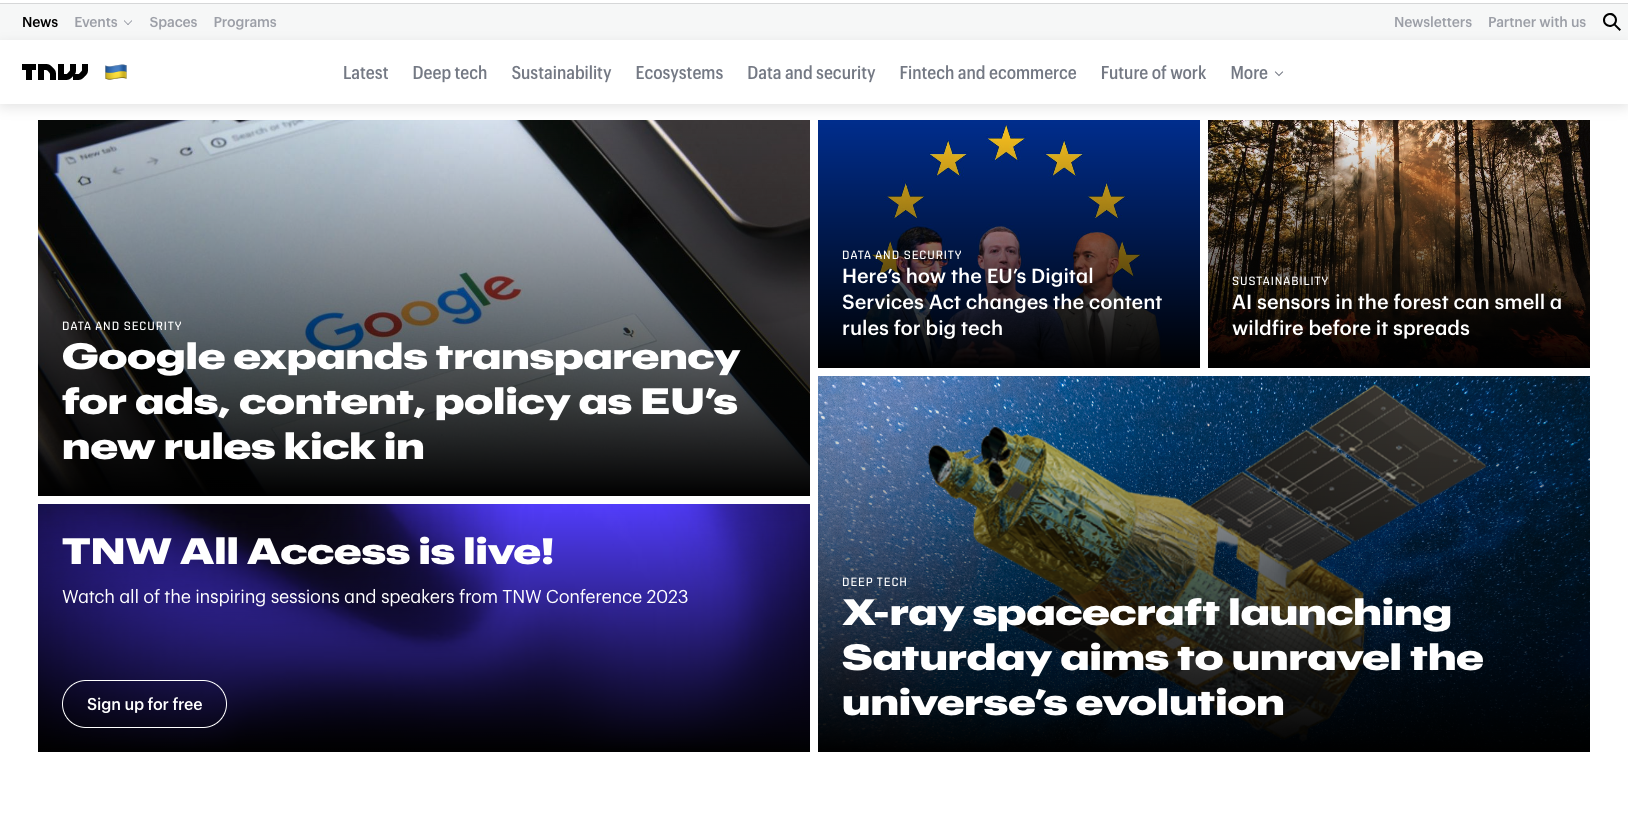 News Events Spaces Programs Newsletters Partner with us
TNW Latest Deep tech Sustainability Ecosystems Data and security Fintech and ecommerce Future of work More
New tab
Search or type
Google
DATA AND SECURITY
Google expands transparency
for ads, content, policy as EU’s
new rules kick in
DATA AND SECURITY
Here’s how the EU’s Digital
Services Act changes the content
rules for big tech
SUSTAINABILITY
AI sensors in the forest can smell a
wildfire before it spreads
TNW All Access is live!
Watch all of the inspiring sessions and speakers from TNW Conference 2023
Sign up for free
DEEP TECH
X-ray spacecraft launching
Saturday aims to unravel the
universe’s evolution